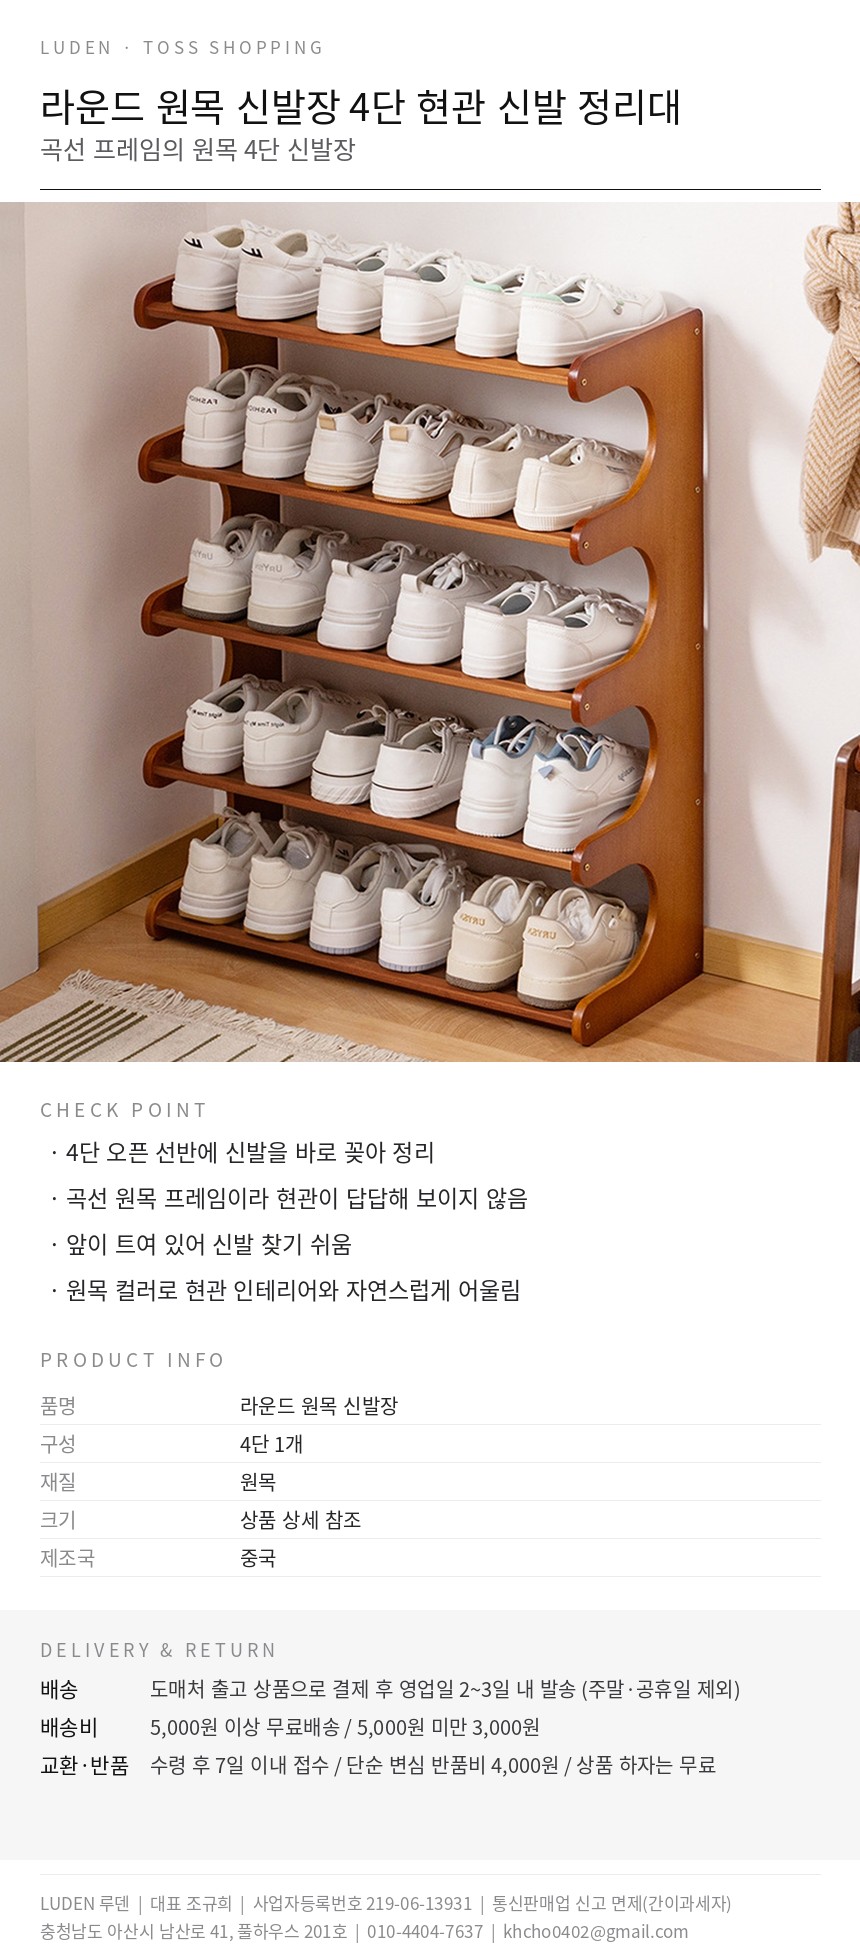 LUDEN · TOSS SHOPPING
라운드 원목 신발장 4단 현관 신발 정리대
곡선 프레임의 원목 4단 신발장
FASHION
FASHION
CHECK POINT
· 4단 오픈 선반에 신발을 바로 꽂아 정리
· 곡선 원목 프레임이라 현관이 답답해 보이지 않음
· 앞이 트여 있어 신발 찾기 쉬움
· 원목 컬러로 현관 인테리어와 자연스럽게 어울림
PRODUCT INFO
품명 라운드 원목 신발장
구성 4단 1개
재질 원목
크기 상품 상세 참조
제조국 중국
DELIVERY & RETURN
배송 도매처 출고 상품으로 결제 후 영업일 2~3일 내 발송 (주말·공휴일 제외)
배송비 5,000원 이상 무료배송 / 5,000원 미만 3,000원
교환·반품 수령 후 7일 이내 접수 / 단순 변심 반품비 4,000원 / 상품 하자는 무료
LUDEN 루덴 | 대표 조규희 | 사업자등록번호 219-06-13931 | 통신판매업 신고 면제(간이과세자)
충청남도 아산시 남산로 41, 풀하우스 201호 | 010-4404-7637 | khcho0402@gmail.com